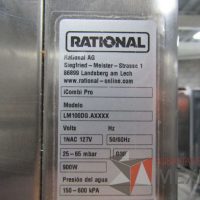 RATIONAL
Rational AG
Siegfried - Meister - Strasse 1
86899 Landsberg am Lech
www.rational-online.com
iCombi Pro
Modelo
LM100DG.AXXXX
Volts Hz
1NAC 127V 50/60Hz
25 - 65 mbar
900W
Presión del agua
150 - 600 kPA